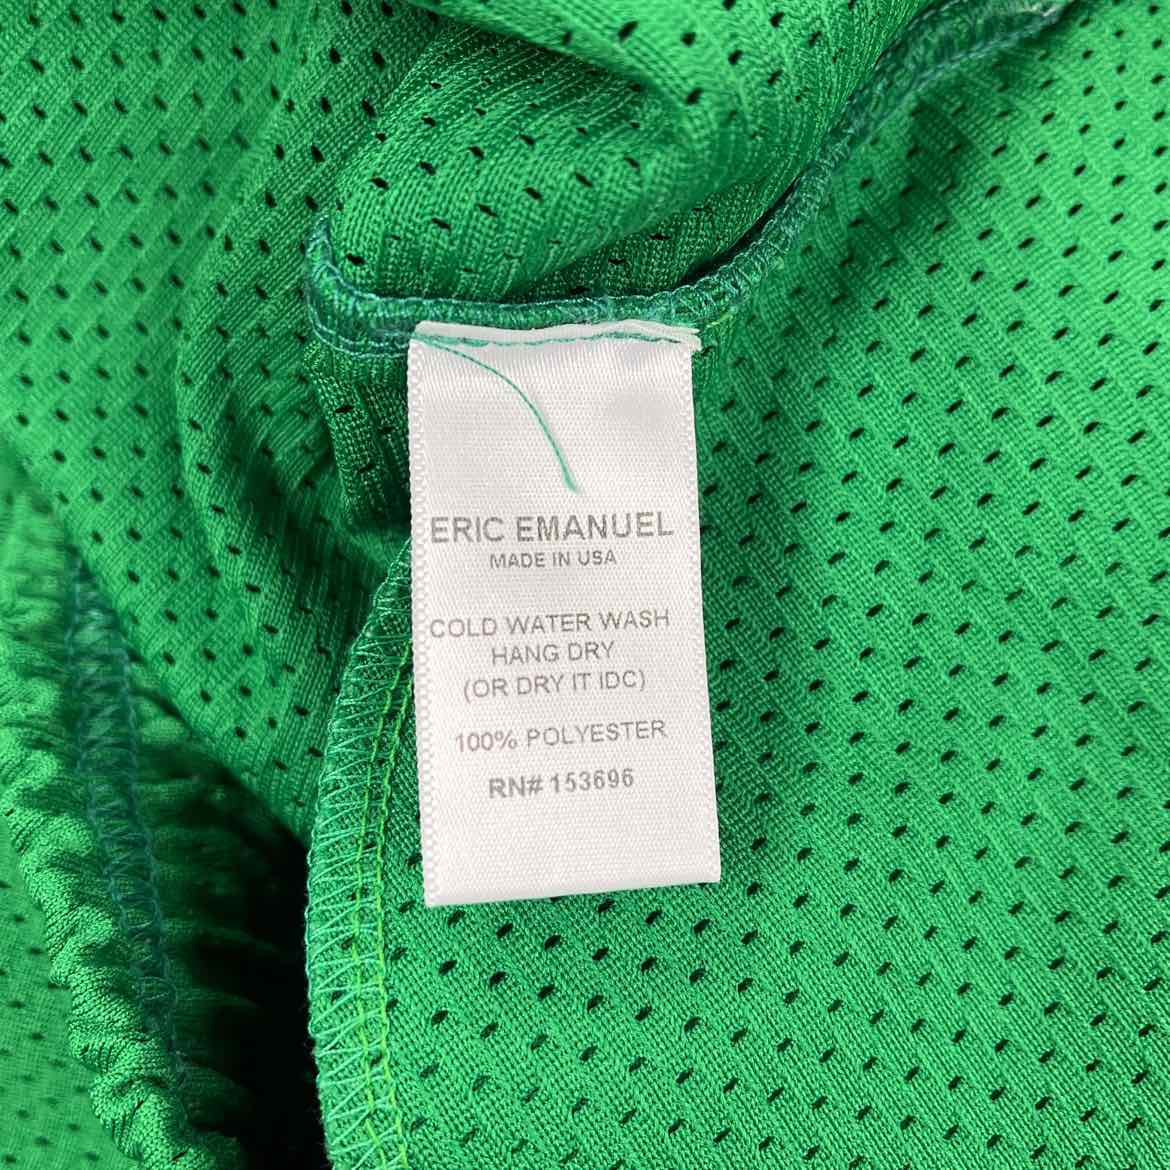 ERIC EMANUEL
MADE IN USA
COLD WATER WASH
HANG DRY
(OR DRY IT IDC)
100% POLYESTER
RN# 153696